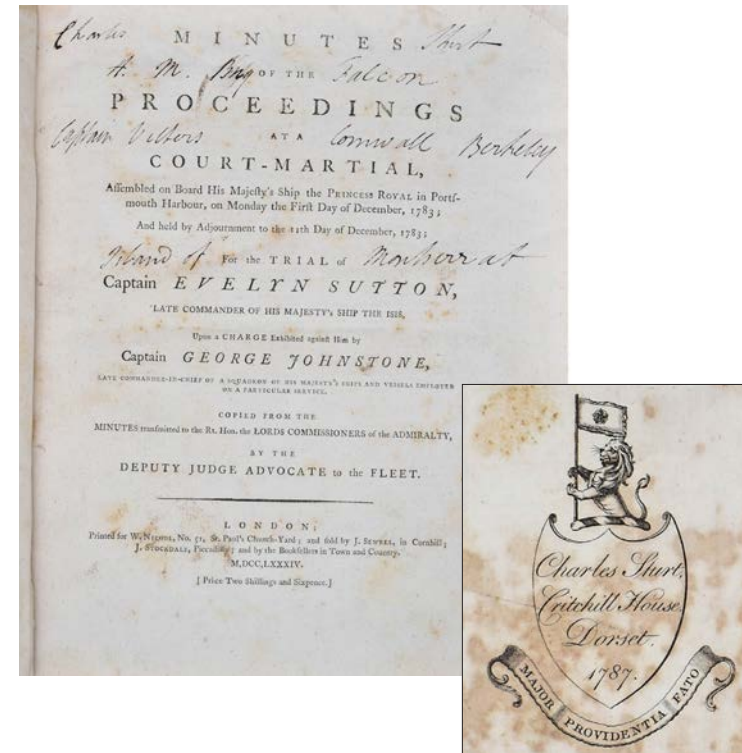 Charles MINUTES Sturt
H. M. Brig OF THE Falcon
PROCEEDINGS
Captain Velters AT A Cornwall Berkeley
COURT-MARTIAL,
Aſſembled on Board His Majeſty's Ship the PRINCESS ROYAL in Portſ-
mouth Harbour, on Monday the Firſt Day of December, 1783;
And held by Adjournment to the 11th Day of December, 1783;
Island of For the TRIAL of Montserrat
Captain EVELYN SUTTON,
LATE COMMANDER OF HIS MAJESTY's SHIP THE ISIS,
Upon a CHARGE Exhibited againſt Him by
Captain GEORGE JOHNSTONE,
LATE COMMANDER-IN-CHIEF OF A SQUADRON OF HIS MAJESTY's SHIPS AND VESSELS EMPLOYED
ON A PARTICULAR SERVICE.
COPIED FROM THE
MINUTES tranſmitted to the Rt. Hon. the LORDS COMMISSIONERS of the ADMIRALTY,
BY THE
DEPUTY JUDGE ADVOCATE to the FLEET.
LONDON:
Printed for W. No. 51, St. Paul's Church-Yard; and ſold by J. SEWELL, in Cornhill;
J. STOCKDALE, Piccadilly; and by the Bookſellers in Town and Country.
M,DCC,LXXXIV.
[ Price Two Shillings and Sixpence. ]
Charles Sturt,
Critchill House
Dorset.
1787.
MAJOR PROVIDENTIA FATO